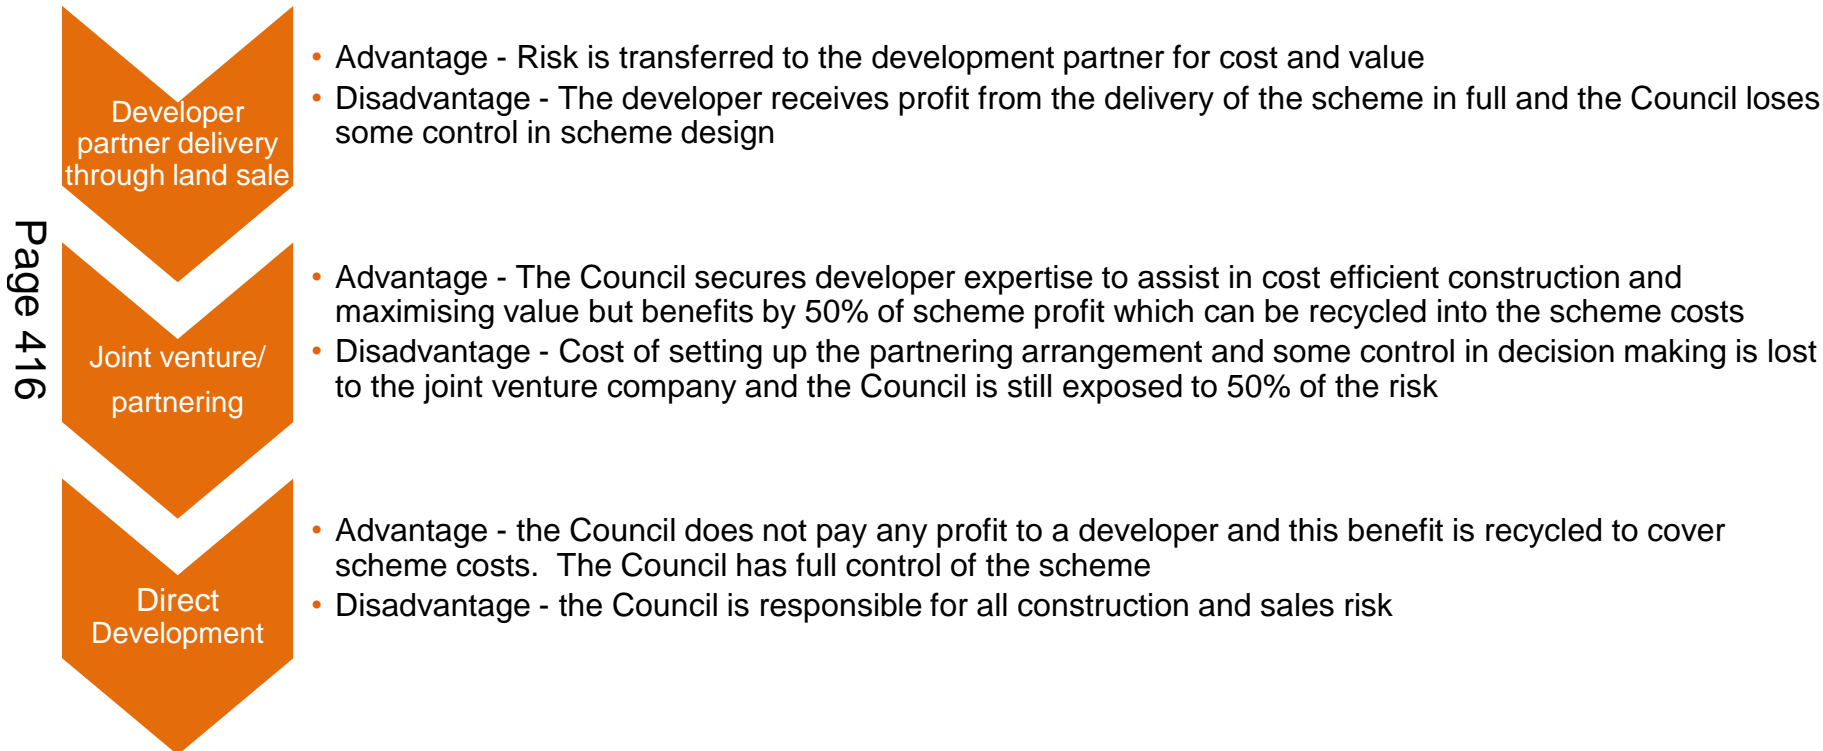 Page 416
Developer
partner delivery
through land sale
• Advantage - Risk is transferred to the development partner for cost and value
• Disadvantage - The developer receives profit from the delivery of the scheme in full and the Council loses
some control in scheme design
Joint venture/
partnering
• Advantage - The Council secures developer expertise to assist in cost efficient construction and
maximising value but benefits by 50% of scheme profit which can be recycled into the scheme costs
• Disadvantage - Cost of setting up the partnering arrangement and some control in decision making is lost
to the joint venture company and the Council is still exposed to 50% of the risk
Direct
Development
• Advantage - the Council does not pay any profit to a developer and this benefit is recycled to cover
scheme costs.  The Council has full control of the scheme
• Disadvantage - the Council is responsible for all construction and sales risk